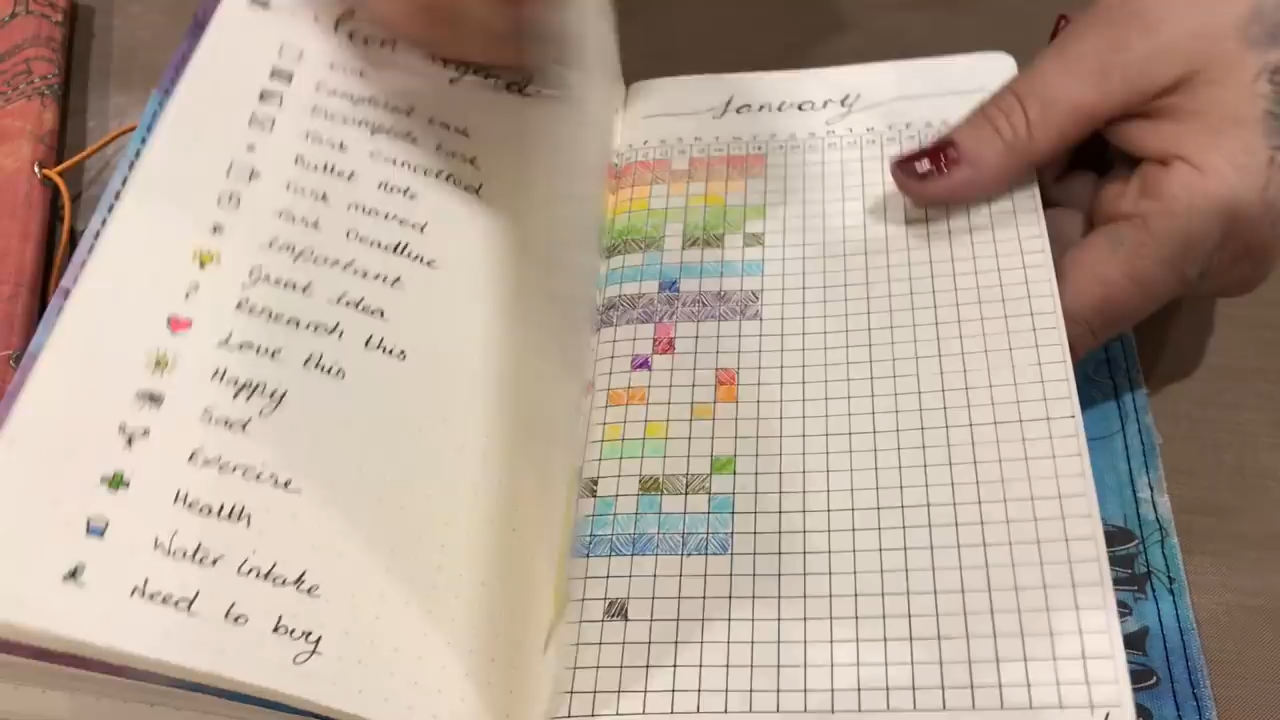 Completed task
Incomplete task
Task cancelled
Bullet note
Task moved
Task Deadline
Important
Great Idea
Research this
Love this
Happy
Sad
Exercise
Health
Water intake
Need to buy
January